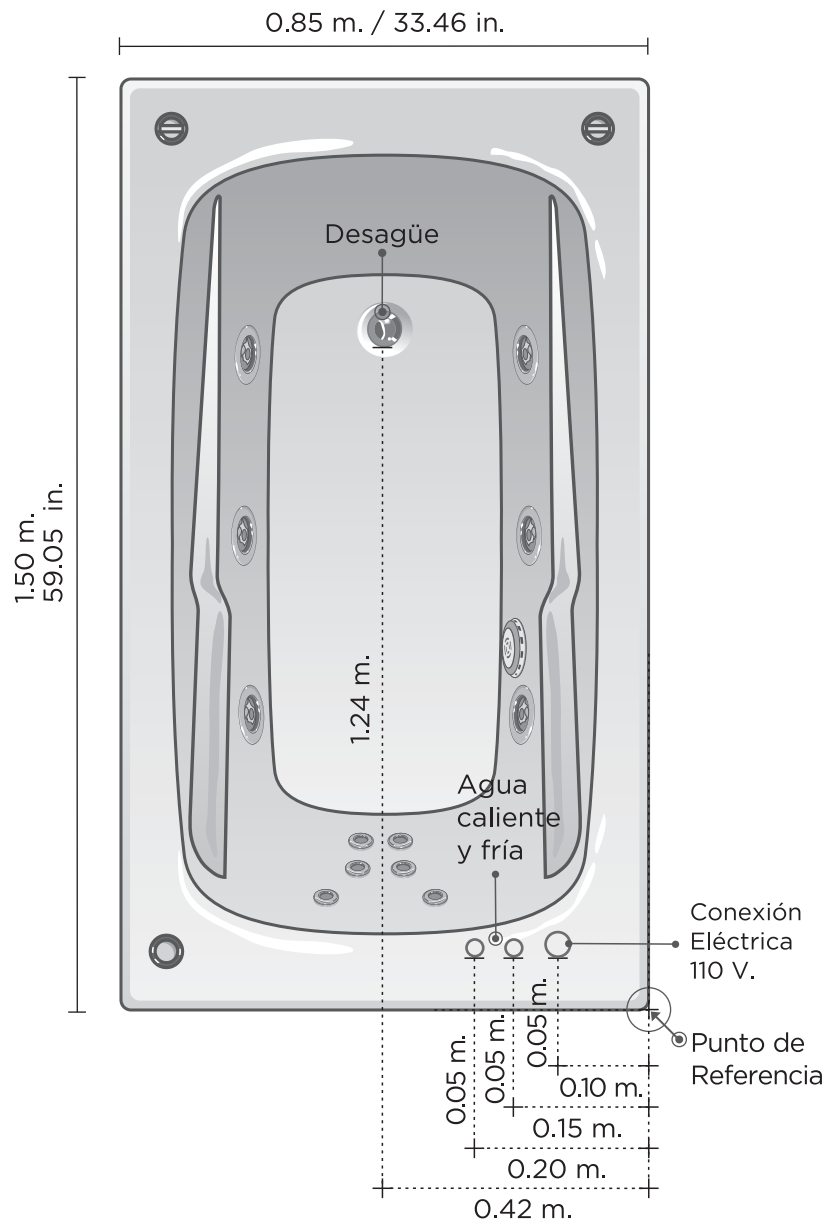 0.85 m. / 33.46 in.
Desagüe
1.50 m.
59.05 in.
1.24 m.
Agua
caliente
y fría
Conexión
Eléctrica
110 V.
0.05 m.
0.05 m.
0.05 m.
Punto de
Referencia
0.10 m.
0.15 m.
0.20 m.
0.42 m.